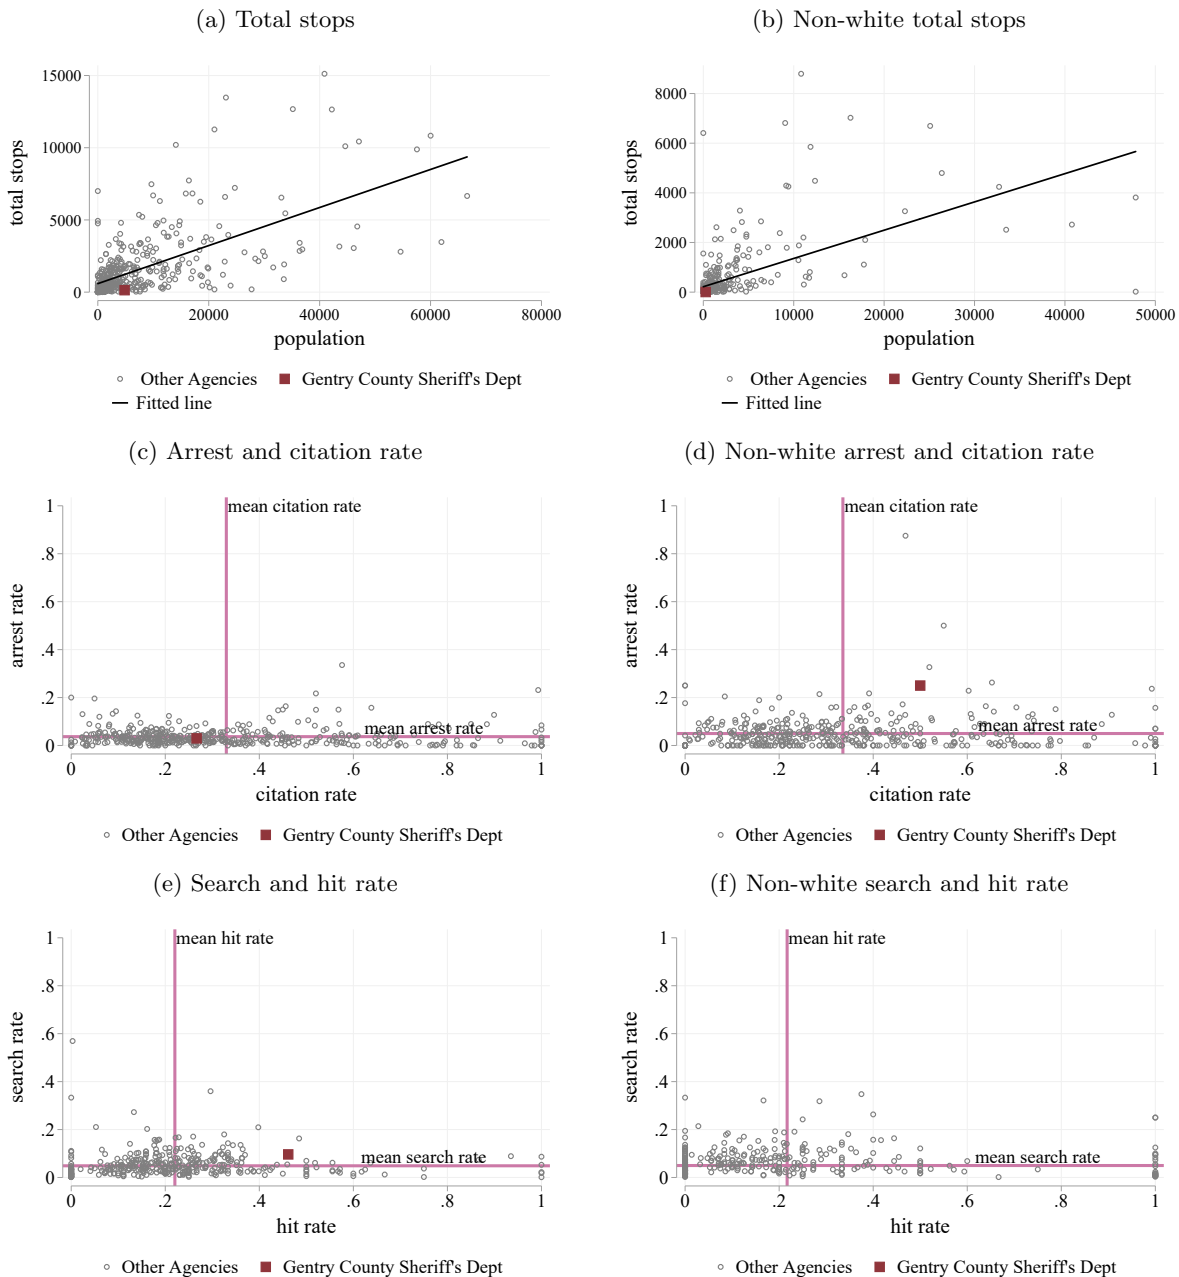 (a) Total stops
(b) Non-white total stops
total stops
15000
10000
5000
0
0 20000 40000 60000 80000
population
Other Agencies Gentry County Sheriff's Dept
Fitted line
total stops
8000
6000
4000
2000
0
0 10000 20000 30000 40000 50000
population
Other Agencies Gentry County Sheriff's Dept
Fitted line
(c) Arrest and citation rate
(d) Non-white arrest and citation rate
arrest rate
1
.8
.6
.4
.2
0
mean citation rate
mean arrest rate
0 .2 .4 .6 .8 1
citation rate
Other Agencies Gentry County Sheriff's Dept
arrest rate
1
.8
.6
.4
.2
0
mean citation rate
mean arrest rate
0 .2 .4 .6 .8 1
citation rate
Other Agencies Gentry County Sheriff's Dept
(e) Search and hit rate
(f) Non-white search and hit rate
search rate
1
.8
.6
.4
.2
0
mean hit rate
mean search rate
0 .2 .4 .6 .8 1
hit rate
Other Agencies Gentry County Sheriff's Dept
search rate
1
.8
.6
.4
.2
0
mean hit rate
mean search rate
0 .2 .4 .6 .8 1
hit rate
Other Agencies Gentry County Sheriff's Dept